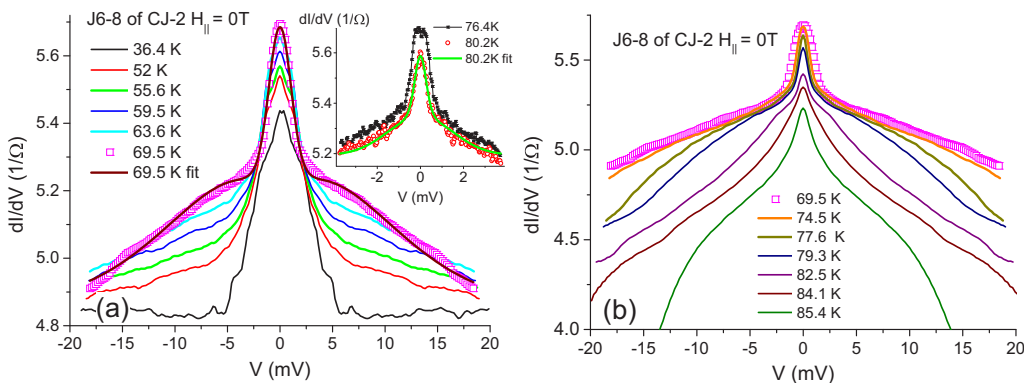 J6-8 of CJ-2 H|| = 0T
36.4 K
52 K
55.6 K
59.5 K
63.6 K
69.5 K
69.5 K fit
dI/dV (1/Ω)
76.4K
80.2K
80.2K fit
5.6
5.4
5.2
-2 0 2
V (mV)
5.6
5.4
5.2
5.0
4.8
dI/dV (1/Ω)
(a)
-20 -15 -10 -5 0 5 10 15 20
V (mV)
J6-8 of CJ-2 H|| = 0T
5.5
5.0
4.5
4.0
dI/dV (1/Ω)
69.5 K
74.5 K
77.6 K
79.3 K
82.5 K
84.1 K
85.4 K
(b)
-20 -15 -10 -5 0 5 10 15 20
V (mV)